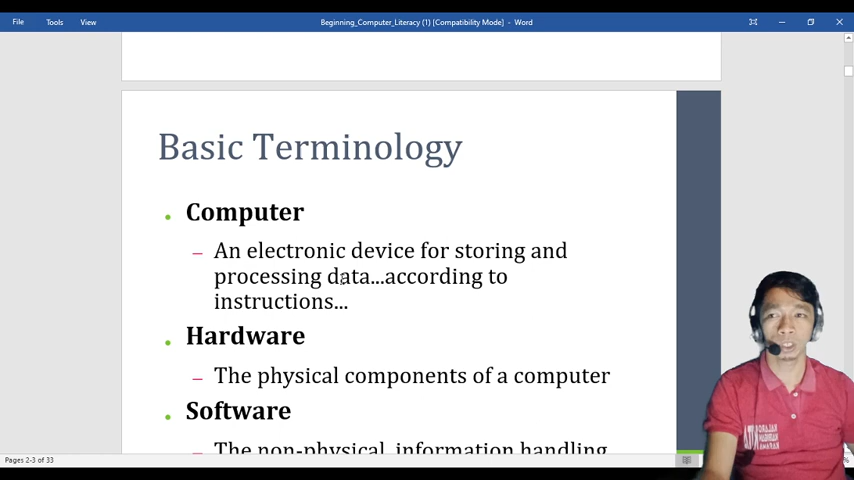 File Tools View Beginning_Computer_Literacy (1) [Compatibility Mode] - Word
Basic Terminology
• Computer
– An electronic device for storing and
processing data...according to
instructions...
• Hardware
– The physical components of a computer
• Software
– The non-physical, information handling
Pages 2-3 of 33